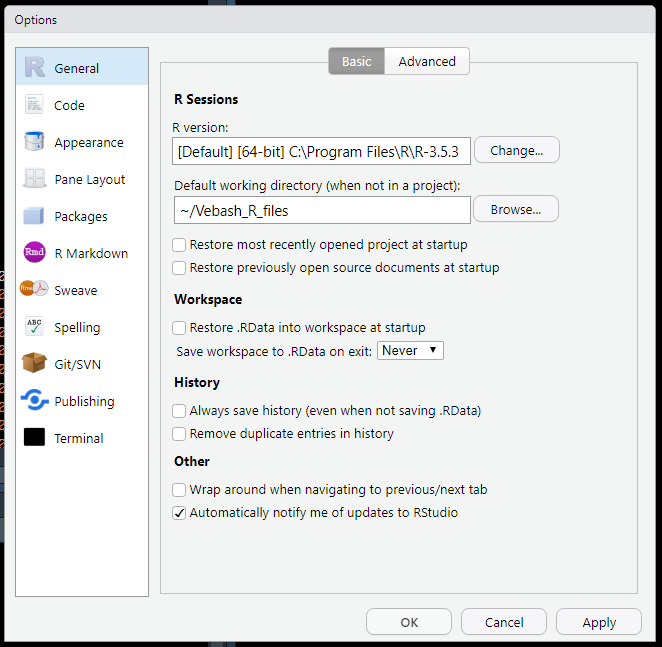 Options
General
Code
Appearance
Pane Layout
Packages
Rmd R Markdown
Sweave
ABC Spelling
Git/SVN
Publishing
Terminal
Basic Advanced
R Sessions
R version:
[Default] [64-bit] C:\Program Files\R\R-3.5.3 Change...
Default working directory (when not in a project):
~/Vebash_R_files Browse...
Restore most recently opened project at startup
Restore previously open source documents at startup
Workspace
Restore .RData into workspace at startup
Save workspace to .RData on exit: Never
History
Always save history (even when not saving .RData)
Remove duplicate entries in history
Other
Wrap around when navigating to previous/next tab
Automatically notify me of updates to RStudio
OK Cancel Apply